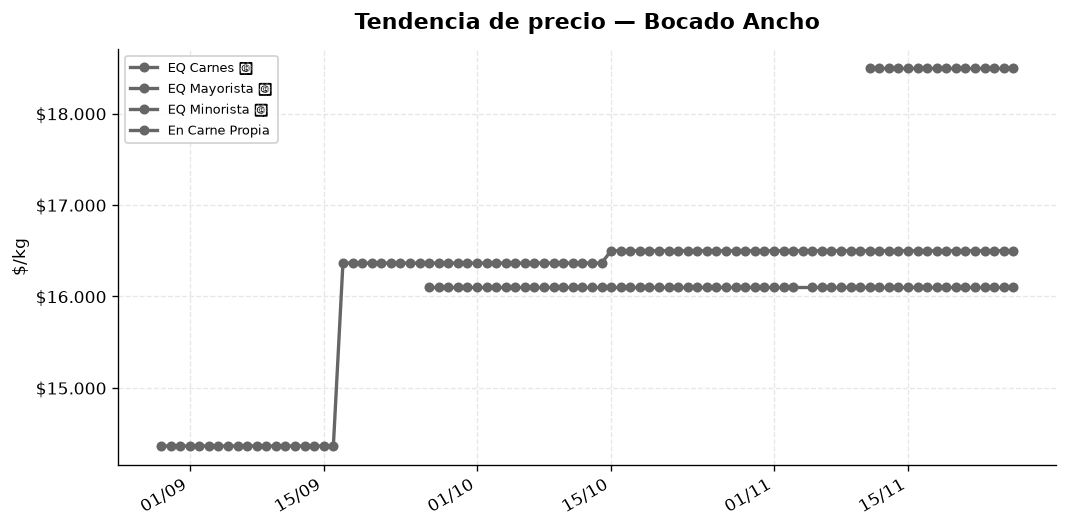 Tendencia de precio — Bocado Ancho
EQ Carnes
EQ Mayorista
EQ Minorista
En Carne Propia
$18.000
$17.000
$16.000
$15.000
$/kg
01/09
15/09
01/10
15/10
01/11
15/11